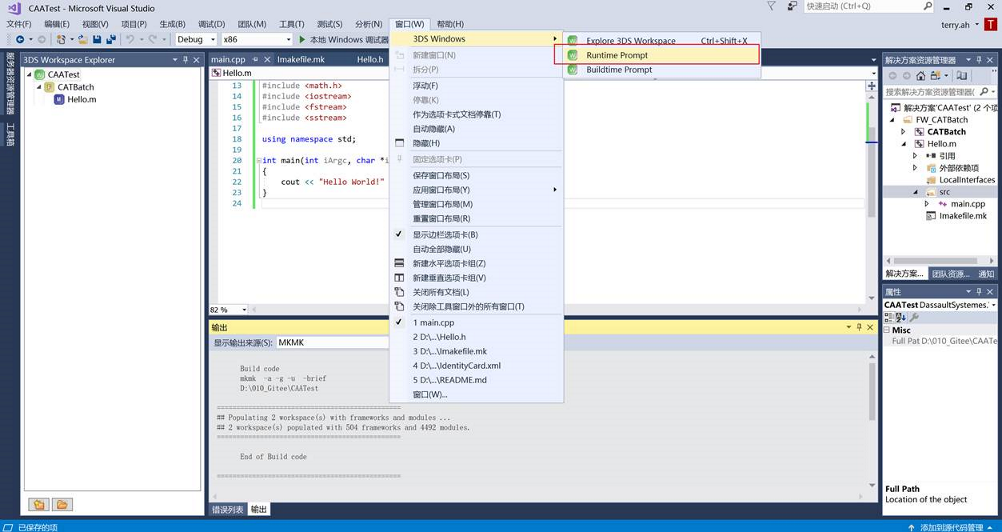 CAATest - Microsoft Visual Studio
快速启动 (Ctrl+Q)
文件(F) 编辑(E) 视图(V) 项目(P) 生成(B) 调试(D) 团队(M) 工具(T) 测试(S) 分析(N) 窗口(W) 帮助(H)
terry.ah T
Debug x86 本地 Windows 调试器
服务器资源管理器
工具箱
3DS Workspace Explorer
CAATest
CATBatch
Hello.m
main.cpp Imakefile.mk Hello.h
Hello.m
13 #include <math.h>
14 #include <iostream>
15 #include <fstream>
16 #include <sstream>
17
18 using namespace std;
19
20 int main(int iArgc, char *i
21 {
22 cout << "Hello World!"
23 }
24
82 %
3DS Windows
新建窗口(N)
拆分(P)
浮动(F)
停靠(K)
作为选项卡式文档停靠(T)
自动隐藏(A)
隐藏(H)
固定选项卡(P)
保存窗口布局(S)
应用窗口布局(Y)
管理窗口布局(M)
重置窗口布局(R)
显示边栏选项卡(B)
自动全部隐藏(U)
新建水平选项卡组(Z)
新建垂直选项卡组(V)
关闭所有文档(L)
关闭除工具窗口外的所有窗口(T)
1 main.cpp
2 D:\...\Hello.h
3 D:\...\Imakefile.mk
4 D:\...\IdentityCard.xml
5 D:\...\README.md
窗口(W)...
Explore 3DS Workspace Ctrl+Shift+X
Runtime Prompt
Buildtime Prompt
输出
显示输出来源(S): MKMK
Build code
mkmk -a -g -u -brief
D:\010_Gitee\CAATest
## Populating 2 workspace(s) with frameworks and modules ...
## 2 workspace(s) populated with 504 frameworks and 4492 modules.
End of Build code
错误列表 输出
解决方案资源管理器
搜索解决方案资源管理器(
解决方案'CAATest' (2 个项
FW_CATBatch
CATBatch
Hello.m
引用
外部依赖项
LocalInterfaces
src
main.cpp
Imakefile.mk
解决方案... 团队资源... 通知
属性
CAATest DassaultSystemes.
Misc
Full Pat D:\010_Gitee\CAATe
Full Path
Location of the object
已保存的项
添加到源代码管理